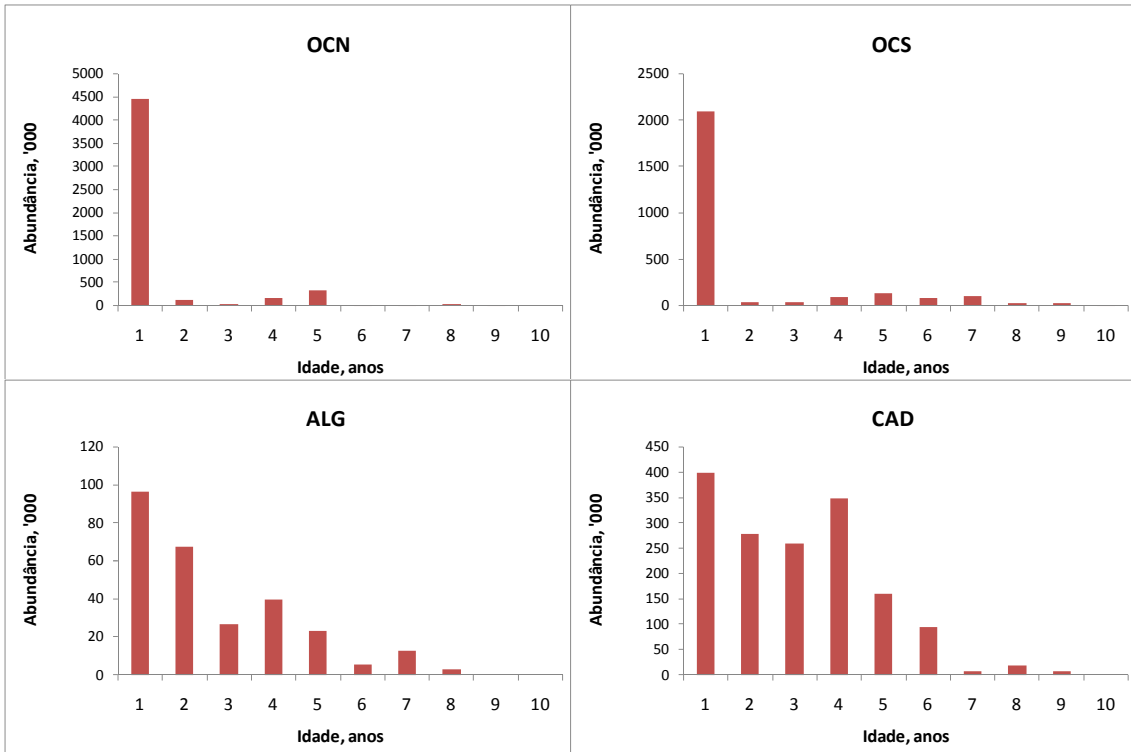 OCN
Abundância, '000
5000
4500
4000
3500
3000
2500
2000
1500
1000
500
0
1 2 3 4 5 6 7 8 9 10
Idade, anos
OCS
Abundância, '000
2500
2000
1500
1000
500
0
1 2 3 4 5 6 7 8 9 10
Idade, anos
ALG
Abundância, '000
120
100
80
60
40
20
0
1 2 3 4 5 6 7 8 9 10
Idade, anos
CAD
Abundância, '000
450
400
350
300
250
200
150
100
50
0
1 2 3 4 5 6 7 8 9 10
Idade, anos